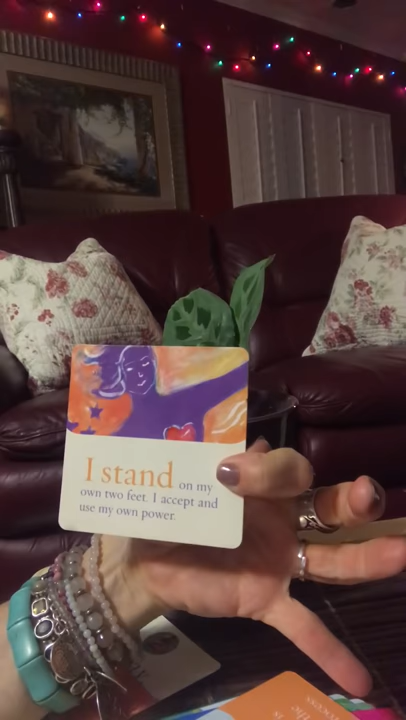 I stand on my
own two feet. I accept and
use my own power.